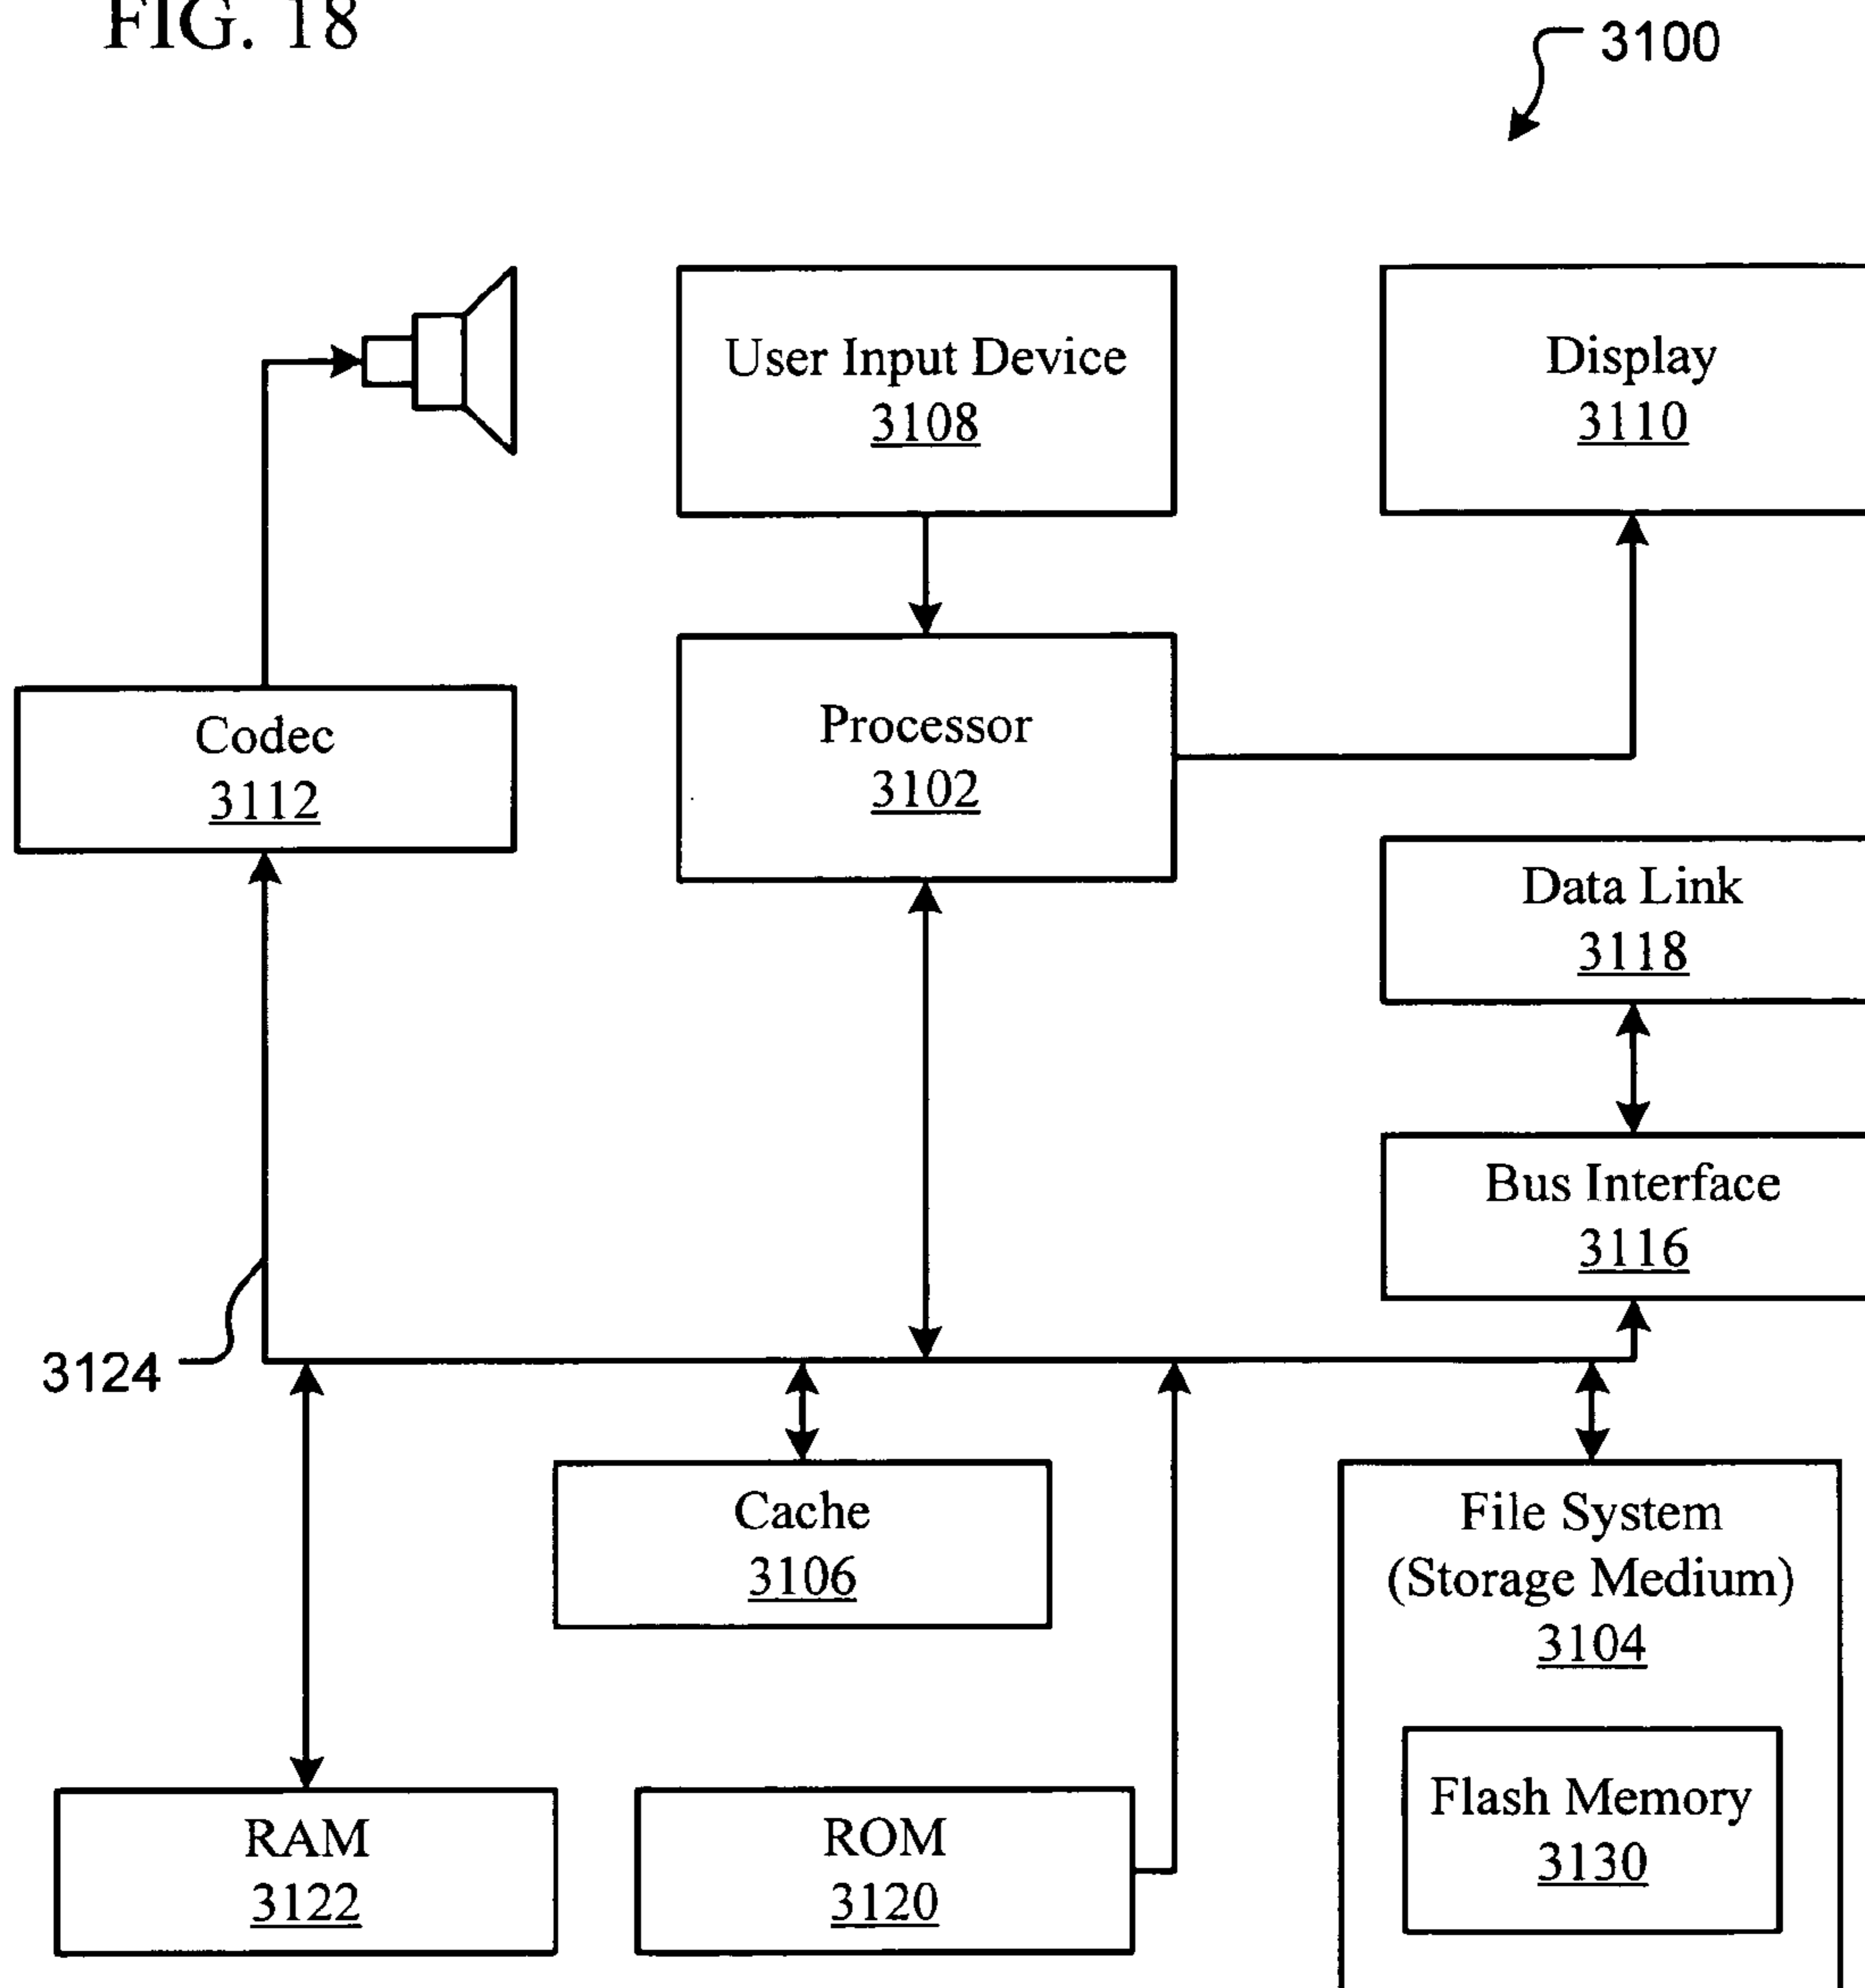 FIG. 18
3100
User Input Device
3108
Display
3110
Codec
3112
Processor
3102
Data Link
3118
Bus Interface
3116
3124
Cache
3106
File System
(Storage Medium)
3104
Flash Memory
3130
RAM
3122
ROM
3120